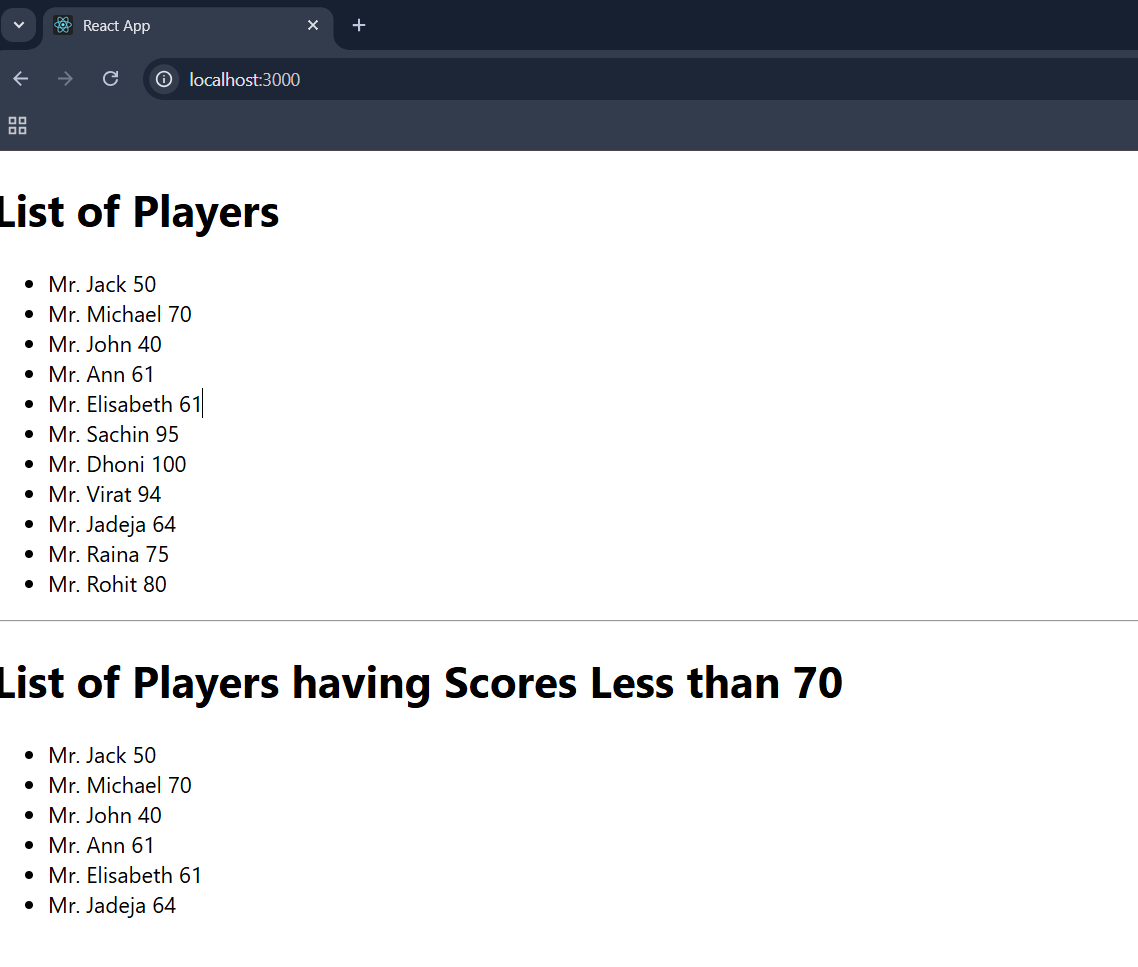 React App
localhost:3000
List of Players
Mr. Jack 50
Mr. Michael 70
Mr. John 40
Mr. Ann 61
Mr. Elisabeth 61
Mr. Sachin 95
Mr. Dhoni 100
Mr. Virat 94
Mr. Jadeja 64
Mr. Raina 75
Mr. Rohit 80
List of Players having Scores Less than 70
Mr. Jack 50
Mr. Michael 70
Mr. John 40
Mr. Ann 61
Mr. Elisabeth 61
Mr. Jadeja 64